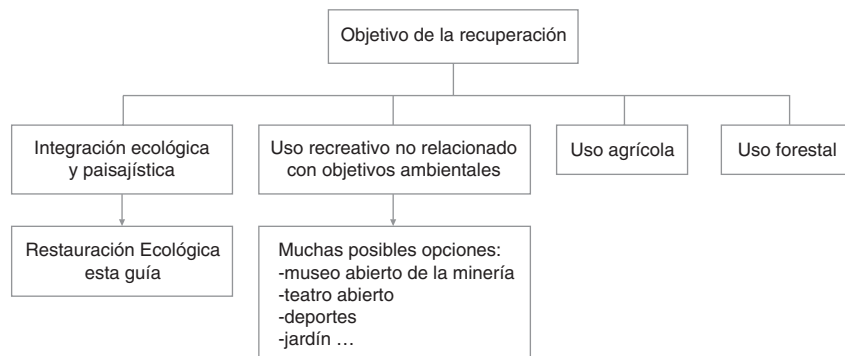 Objetivo de la recuperación
Integración ecológica
y paisajística
Uso recreativo no relacionado
con objetivos ambientales
Uso agrícola
Uso forestal
Restauración Ecológica
esta guía
Muchas posibles opciones:
-museo abierto de la minería
-teatro abierto
-deportes
-jardín …